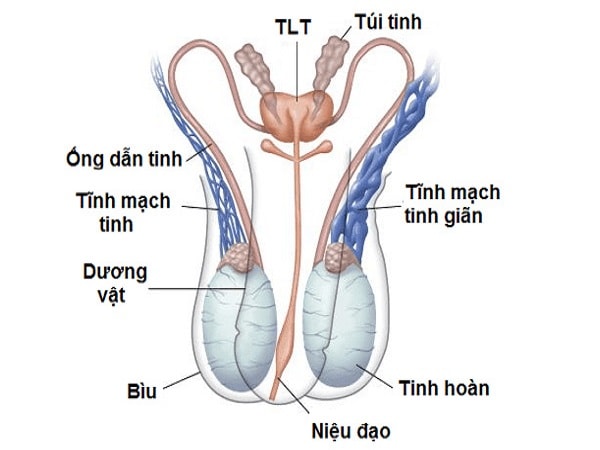 TLT
Túi tinh
Ống dẫn tinh
Tĩnh mạch
tinh
Tĩnh mạch
tinh giãn
Dương
vật
Bìu
Tinh hoàn
Niệu đạo